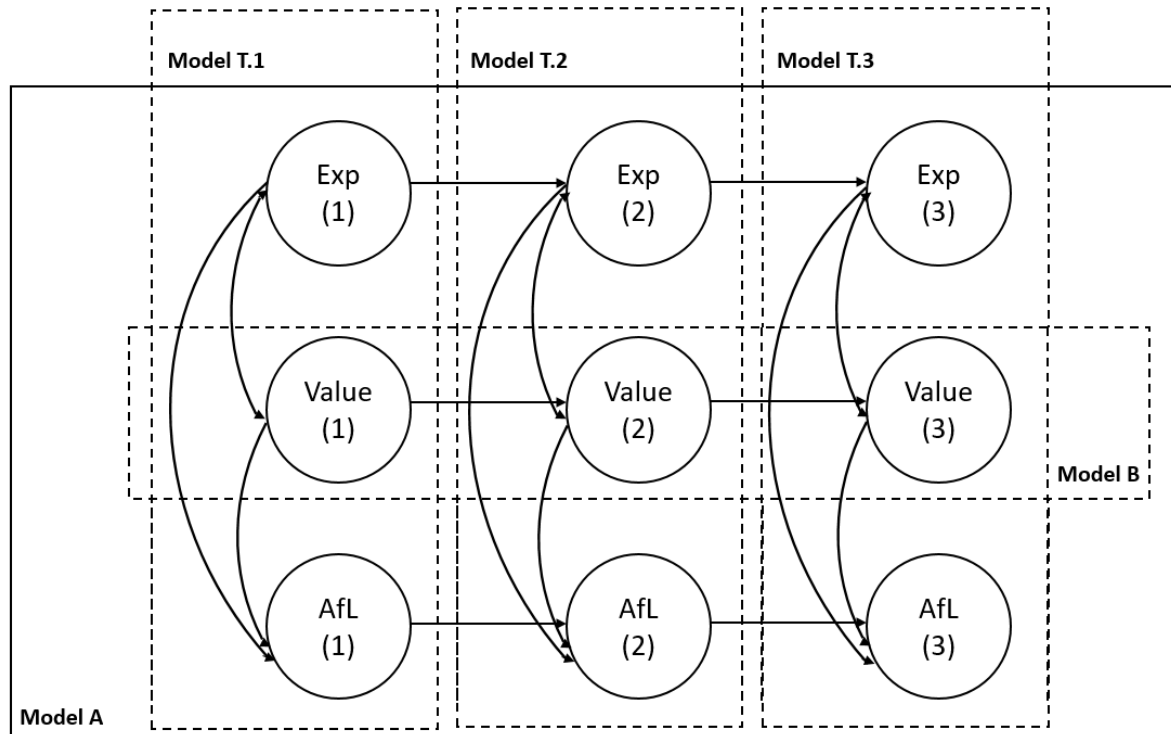 Model T.1
Model T.2
Model T.3
Exp
(1)
Exp
(2)
Exp
(3)
Value
(1)
Value
(2)
Value
(3)
Model B
AfL
(1)
AfL
(2)
AfL
(3)
Model A